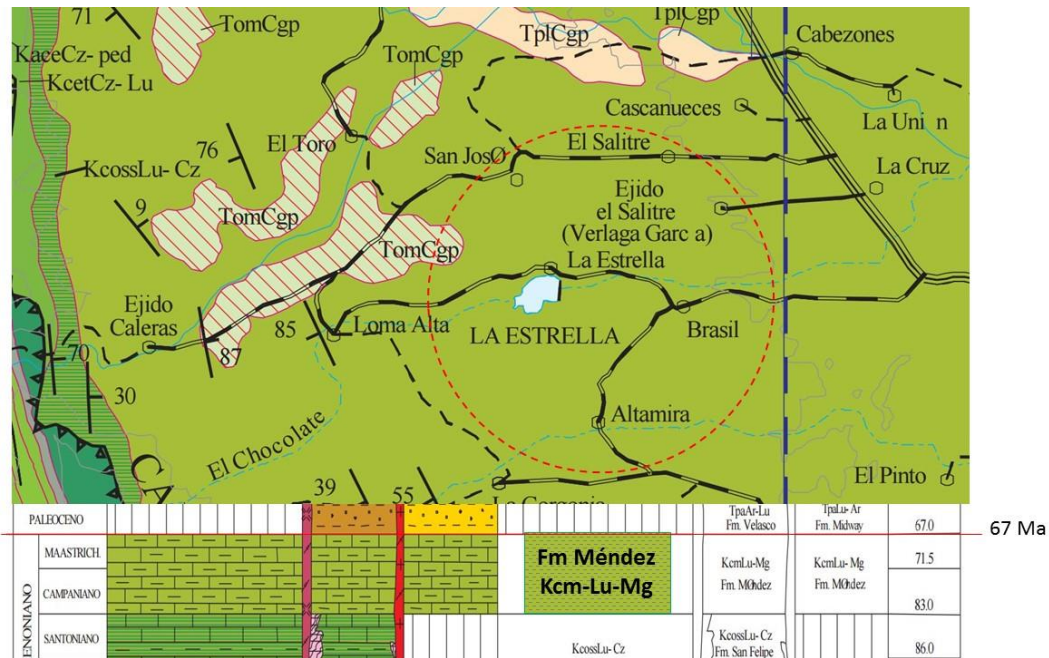 71
TomCgp
TplCgp
TplCgp
KaceCz- ped
KcetCz- Lu
TomCgp
Cabezones
Cascanueces
La Uni n
76
El Toro
San JosØ
El Salitre
KcossLu- Cz
La Cruz
9
TomCgp
TomCgp
Ejido
el Salitre
(Verlaga Garc a)
La Estrella
Ejido
Caleras
85
Loma Alta
LA ESTRELLA
Brasil
70
87
30
Altamira
El Chocolate
CA
39
55
El Pinto
PALEOCENO
TpaAr-Lu
Fm. Velasco
TpaLu- Ar
Fm. Midway
67.0
67 Ma
MAASTRICH.
Fm Méndez
Kcm-Lu-Mg
KcmLu-Mg
Fm. MØndez
KcmLu-Mg
Fm. MØndez
71.5
CAMPANIANO
83.0
ENONIANO
SANTONIANO
KcossLu- Cz
KcossLu- Cz
Fm. San Felipe
86.0